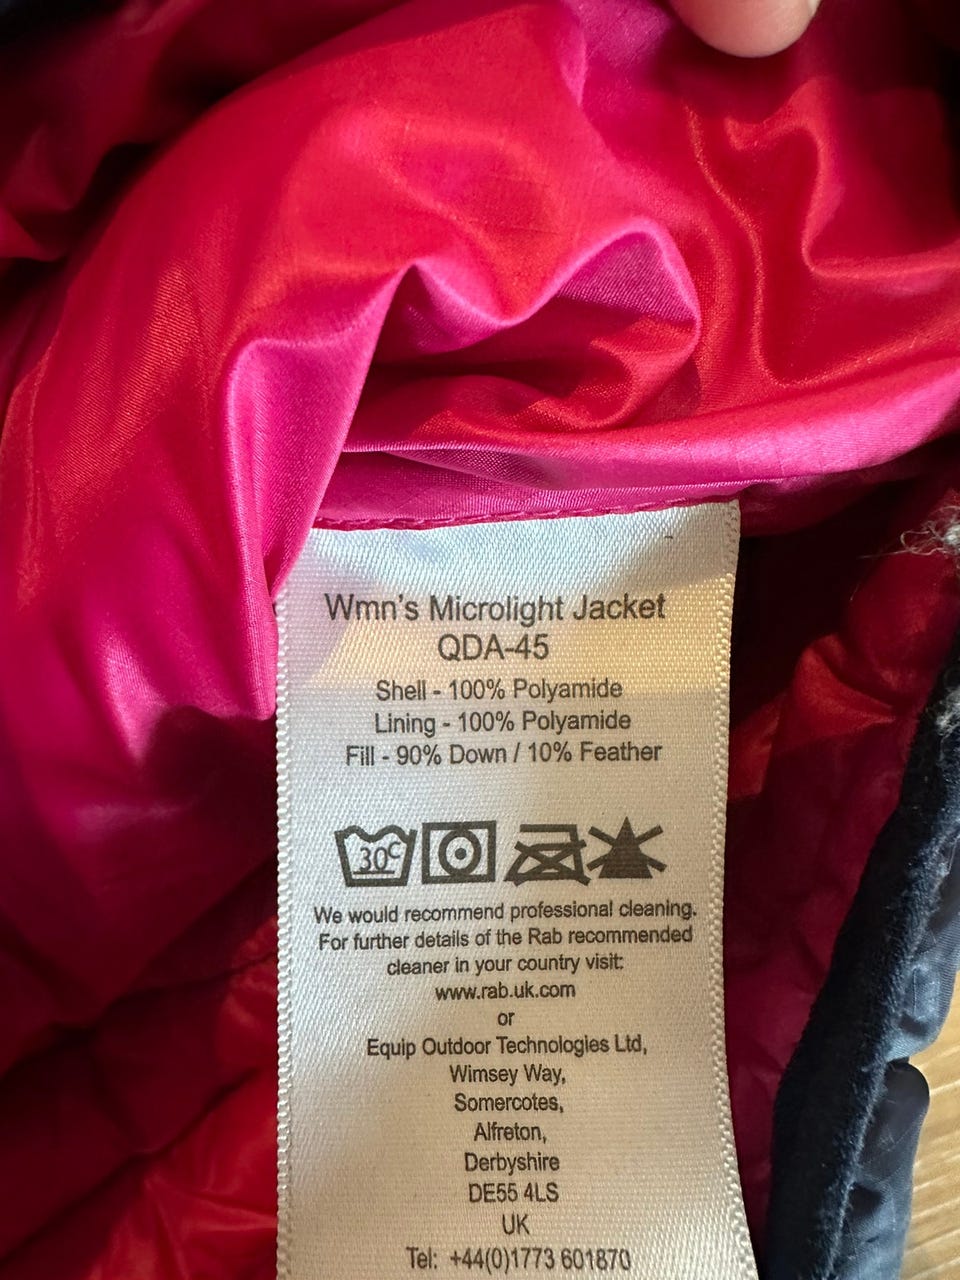 Wmn's Microlight Jacket
QDA-45
Shell - 100% Polyamide
Lining - 100% Polyamide
Fill - 90% Down / 10% Feather
30°C
We would recommend professional cleaning.
For further details of the Rab recommended
cleaner in your country visit:
www.rab.uk.com
or
Equip Outdoor Technologies Ltd,
Wimsey Way,
Somercotes,
Alfreton,
Derbyshire
DE55 4LS
UK
Tel: +44(0)1773 601870